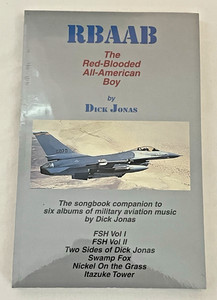 RBAAB
The
Red-Blooded
All-American
Boy
by
DICK JONAS
The songbook companion to
six albums of military aviation music
by Dick Jonas
FSH Vol I
FSH Vol II
Two Sides of Dick Jonas
Swamp Fox
Nickel On the Grass
Itazuke Tower